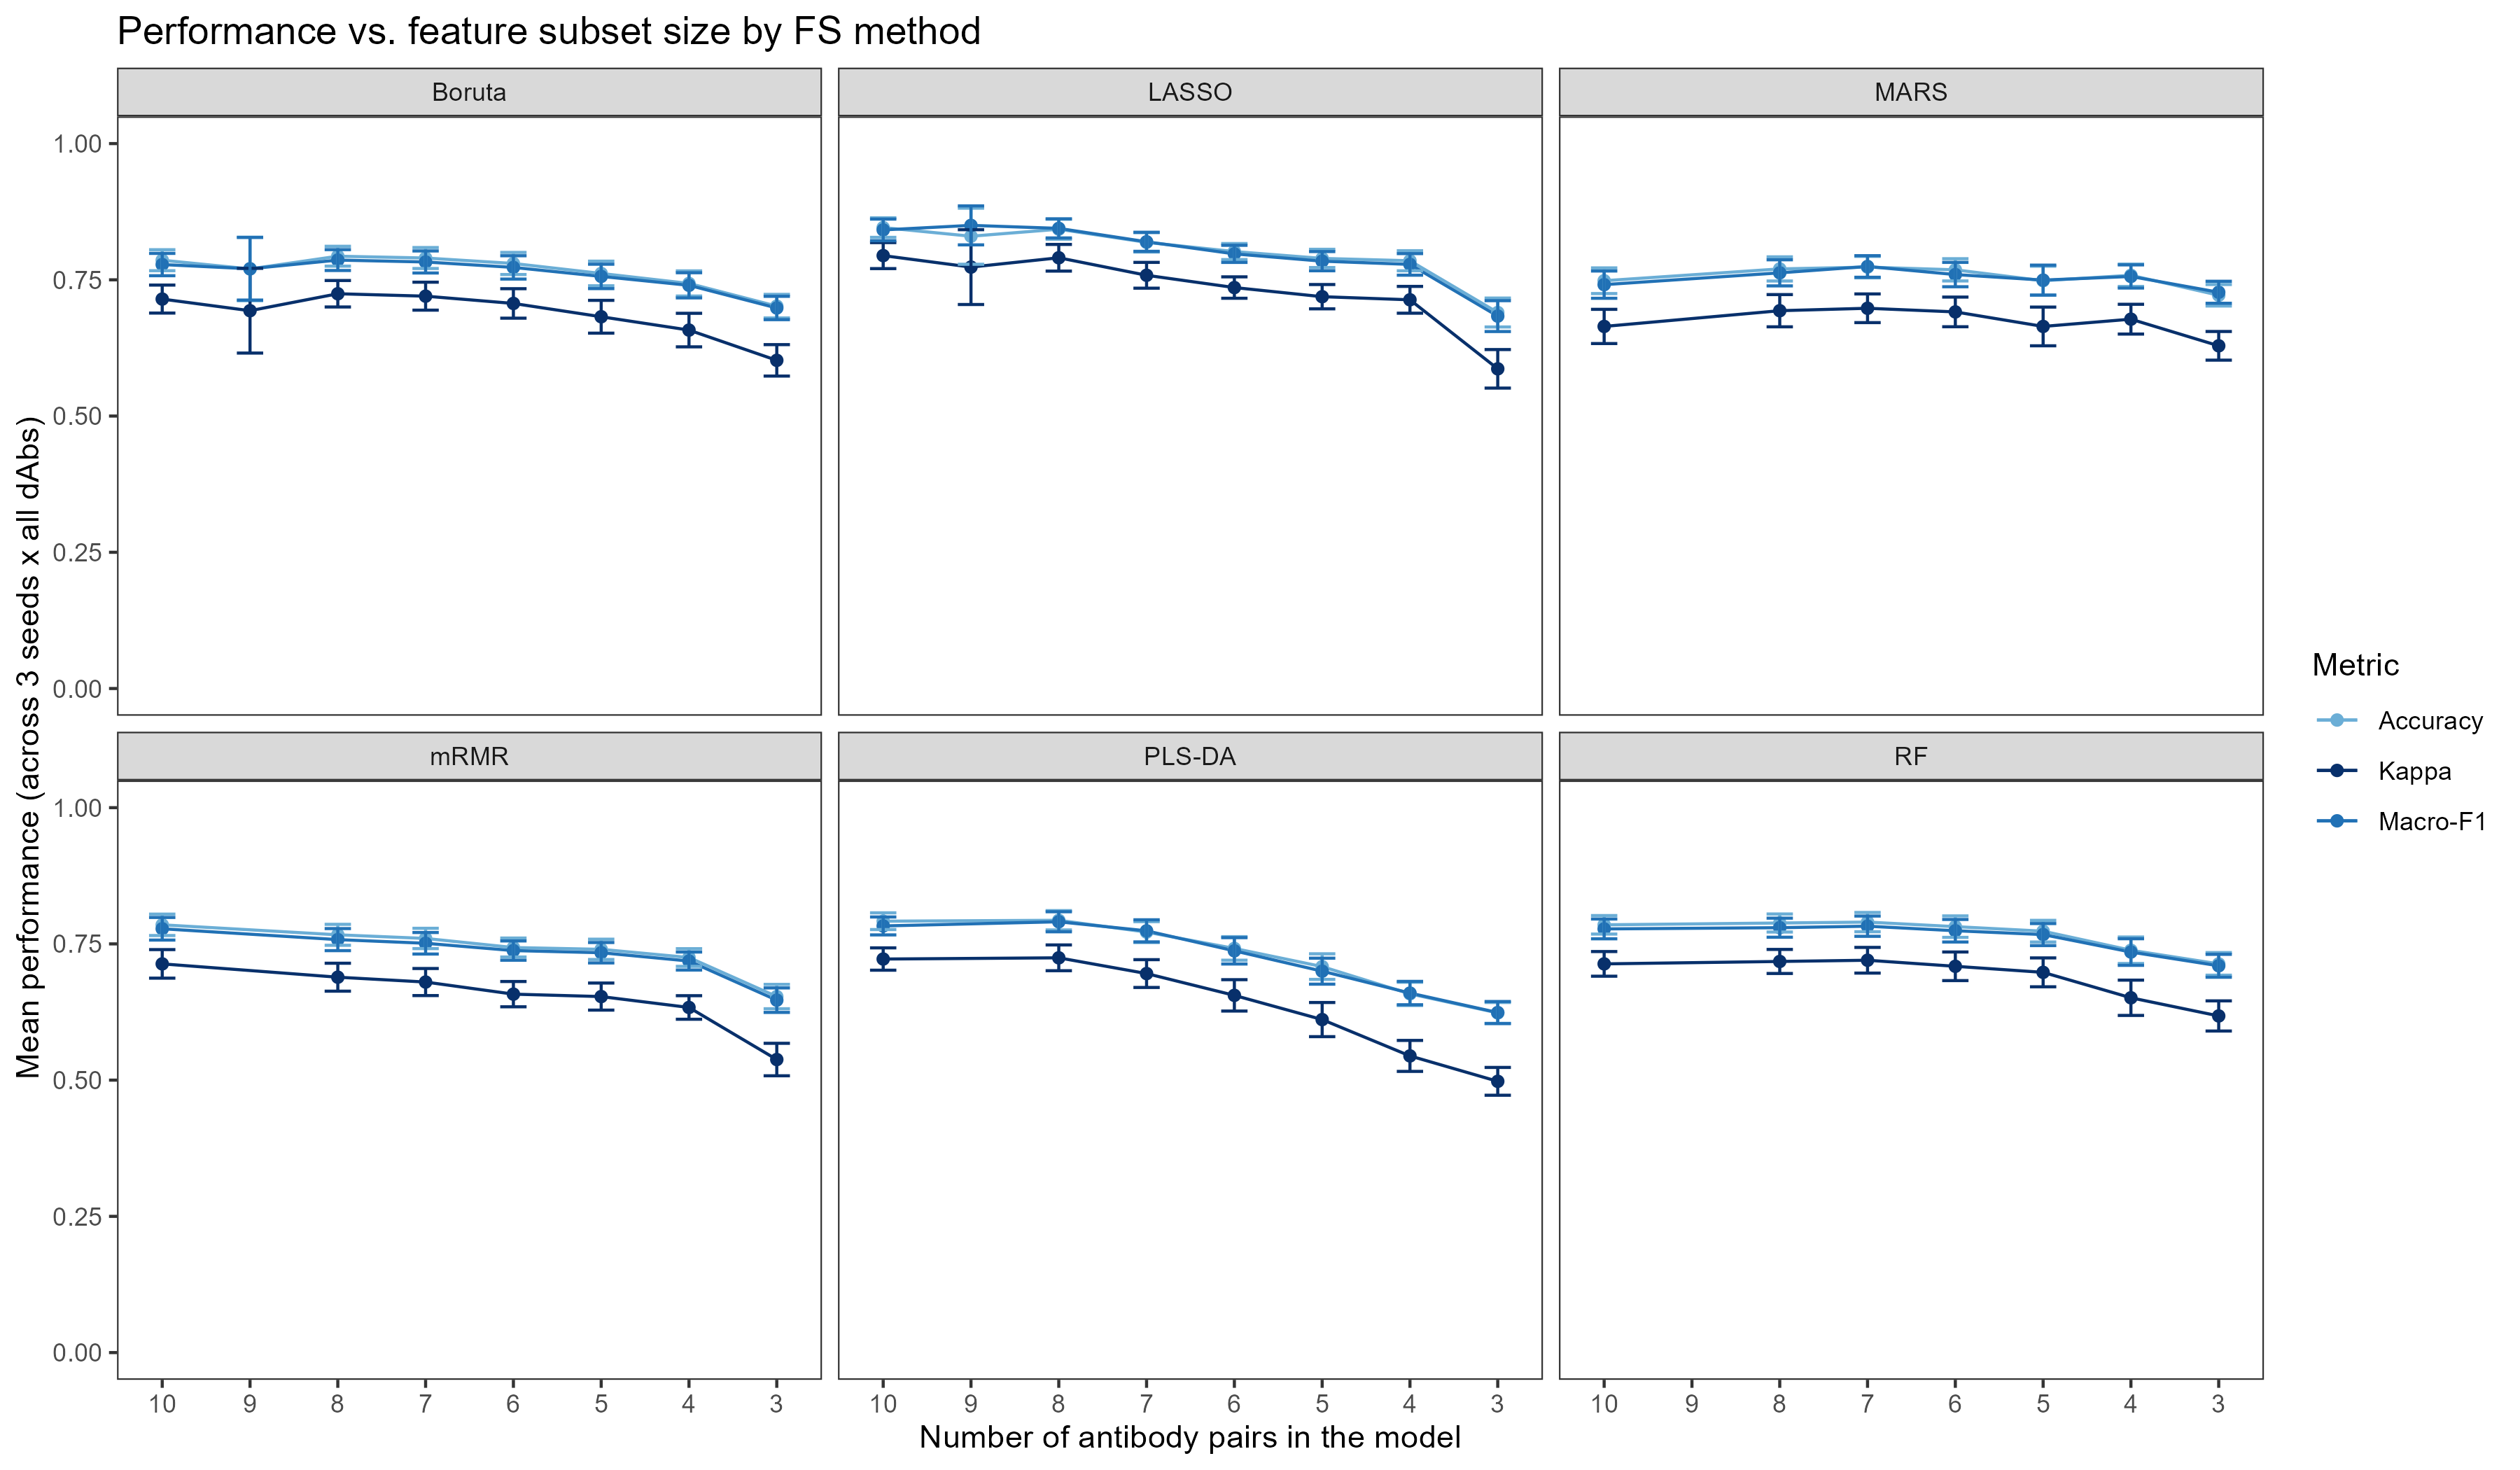 Performance vs. feature subset size by FS method
Boruta
LASSO
MARS
1.00
0.75
0.50
0.25
0.00
mRMR
PLS-DA
RF
1.00
0.75
0.50
0.25
0.00
10 9 8 7 6 5 4 3
10 9 8 7 6 5 4 3
10 9 8 7 6 5 4 3
Number of antibody pairs in the model
Mean performance (across 3 seeds x all dAbs)
Metric
Accuracy
Kappa
Macro-F1